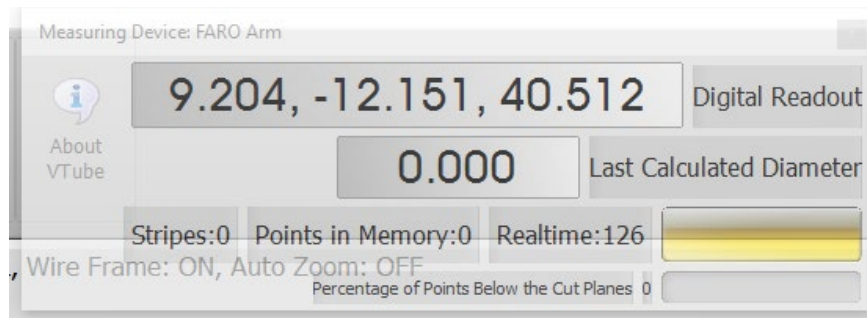 Measuring Device: FARO Arm
9.204, -12.151, 40.512 Digital Readout
About
VTube
0.000 Last Calculated Diameter
Stripes:0 Points in Memory:0 Realtime:126
Wire Frame: ON, Auto Zoom: OFF
Percentage of Points Below the Cut Planes 0